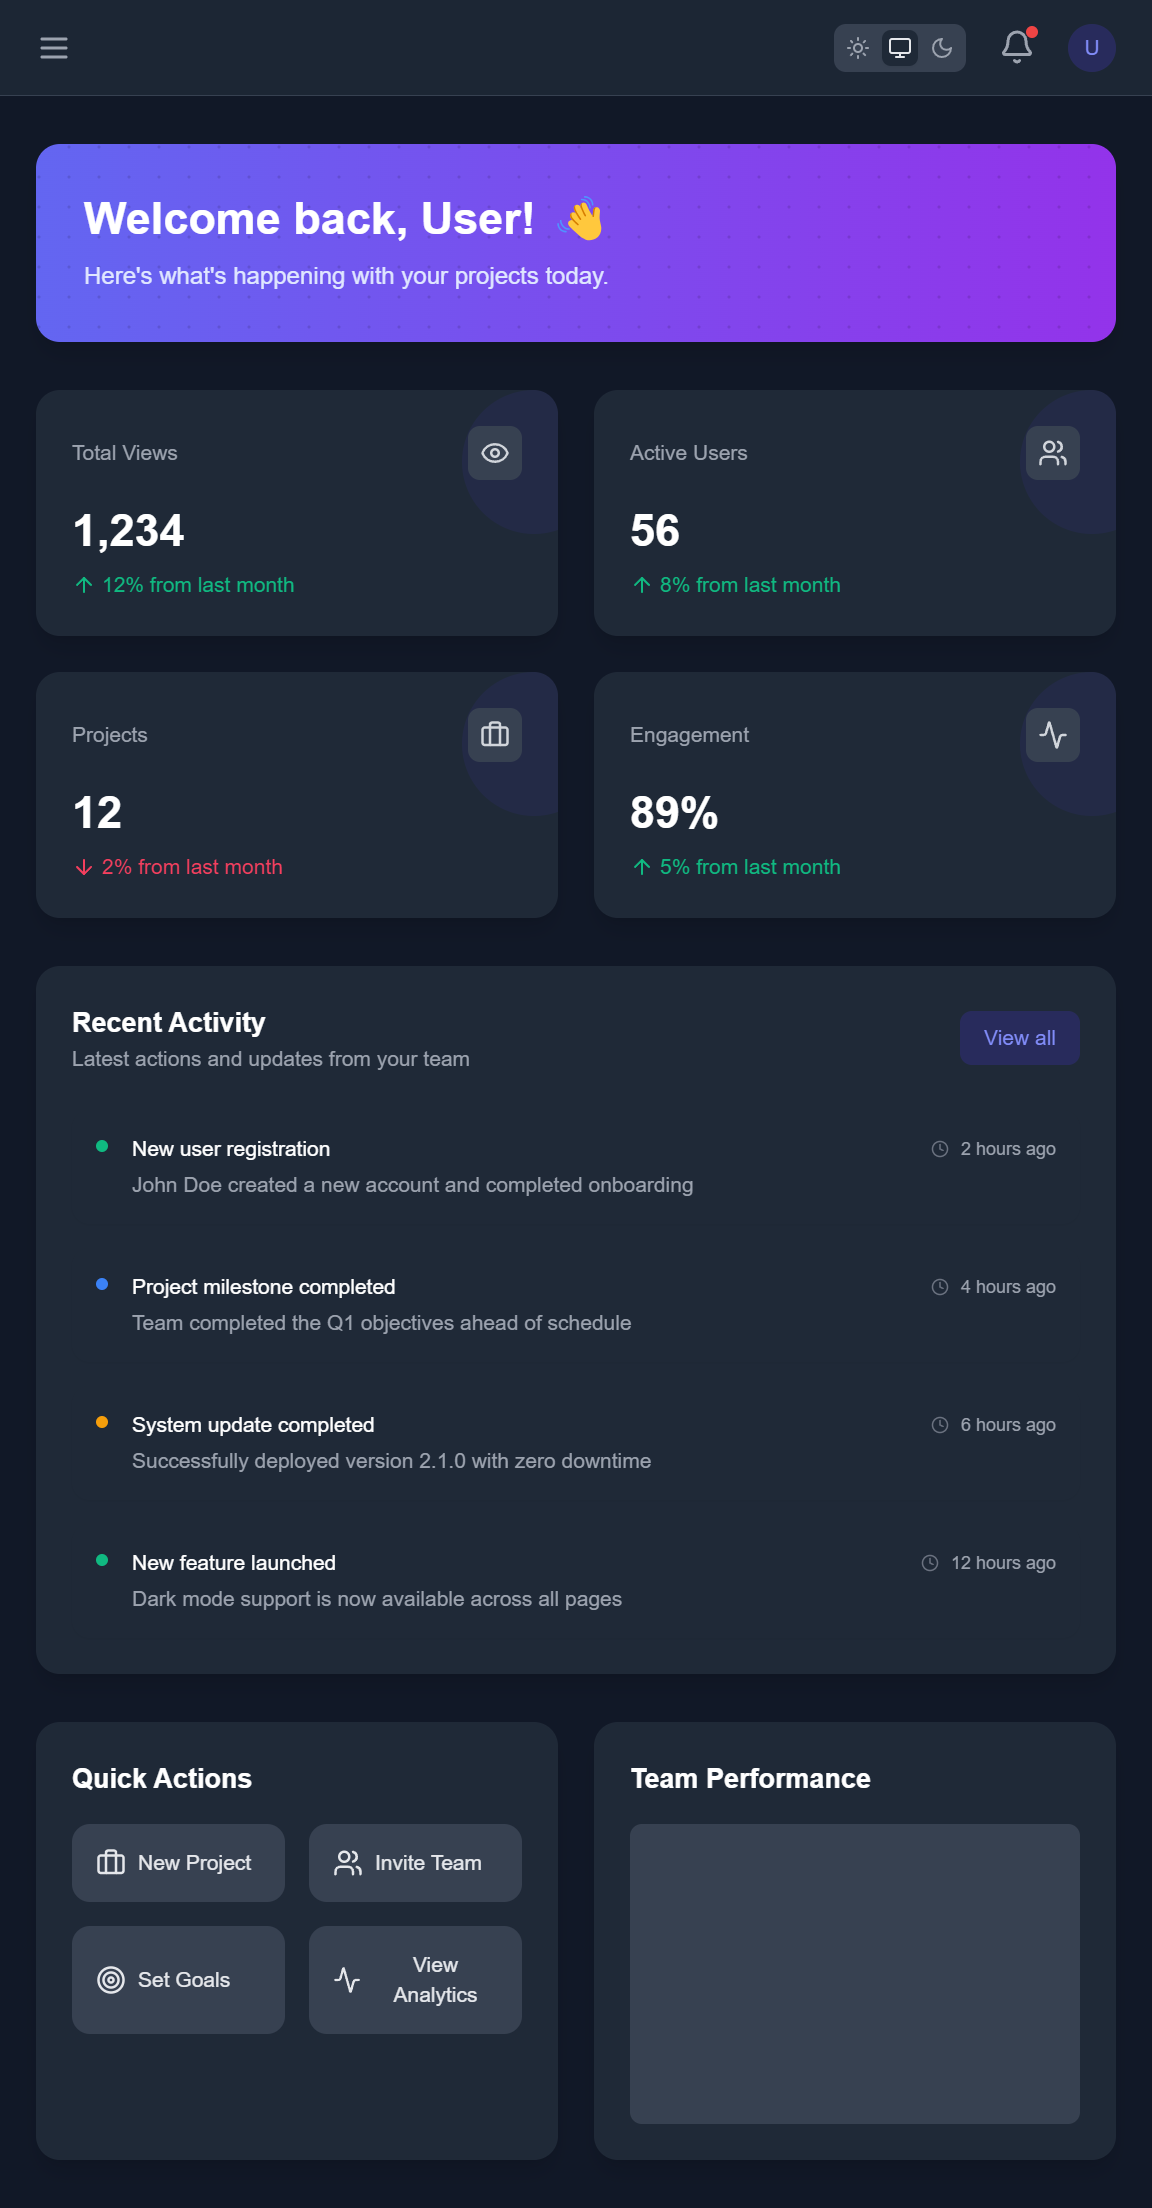 U
Welcome back, User! 👋
Here's what's happening with your projects today.
Total Views
1,234
12% from last month
Active Users
56
8% from last month
Projects
12
2% from last month
Engagement
89%
5% from last month
Recent Activity
Latest actions and updates from your team
View all
New user registration
2 hours ago
John Doe created a new account and completed onboarding
Project milestone completed
4 hours ago
Team completed the Q1 objectives ahead of schedule
System update completed
6 hours ago
Successfully deployed version 2.1.0 with zero downtime
New feature launched
12 hours ago
Dark mode support is now available across all pages
Quick Actions
New Project
Invite Team
Set Goals
View
Analytics
Team Performance